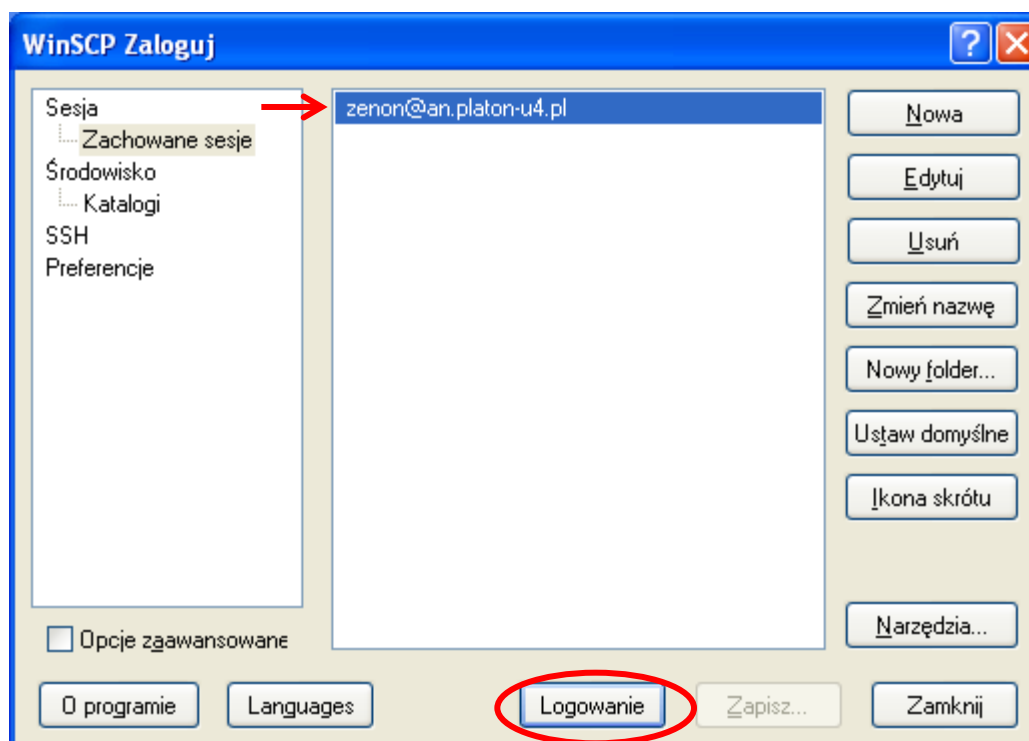 WinSCP Zaloguj
Sesja
Zachowane sesje
Środowisko
Katalogi
SSH
Preferencje
Opcje zaawansowane
zenon@an.platon-u4.pl
Nowa
Edytuj
Usuń
Zmień nazwę
Nowy folder...
Ustaw domyślne
Ikona skrótu
Narzędzia...
O programie
Languages
Logowanie
Zapisz...
Zamknij